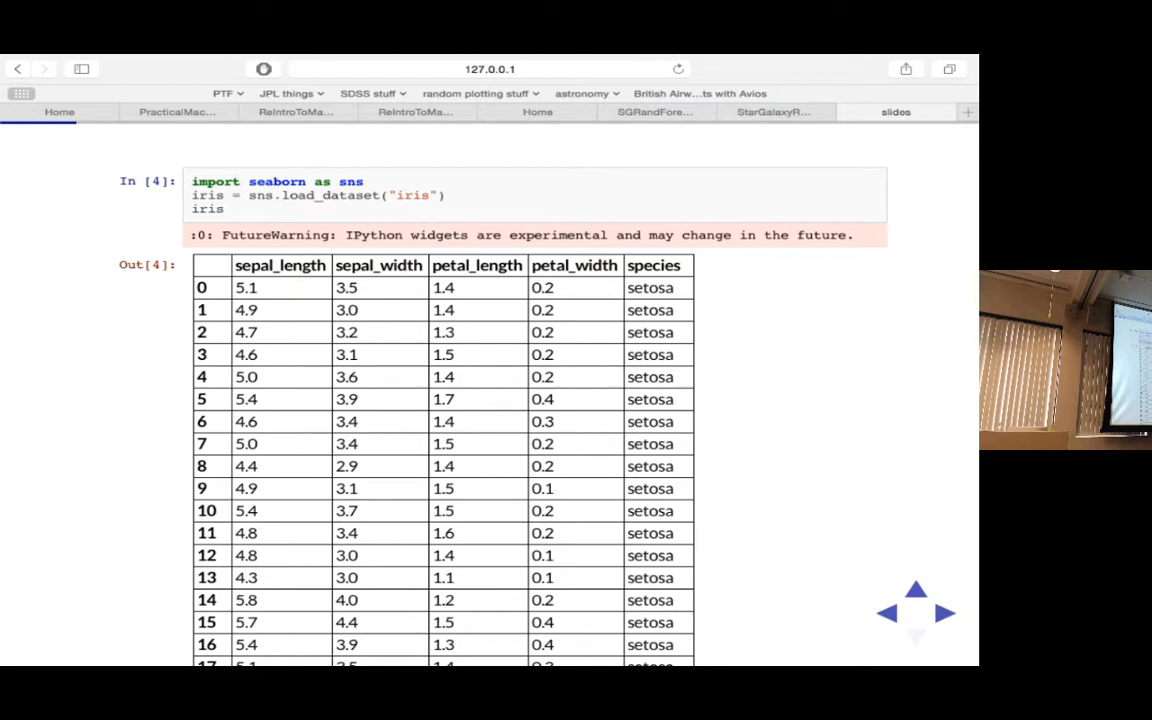 127.0.0.1
PTF JPL things SDSS stuff random plotting stuff astronomy British Airw...ts with Avios
Home PracticalMac... ReIntroToMa... ReIntroToMa... Home SGRandFore... StarGalaxyR... slides
In [4]: import seaborn as sns
iris = sns.load_dataset("iris")
iris
:0: FutureWarning: IPython widgets are experimental and may change in the future.
Out[4]: sepal_length sepal_width petal_length petal_width species
0 5.1 3.5 1.4 0.2 setosa
1 4.9 3.0 1.4 0.2 setosa
2 4.7 3.2 1.3 0.2 setosa
3 4.6 3.1 1.5 0.2 setosa
4 5.0 3.6 1.4 0.2 setosa
5 5.4 3.9 1.7 0.4 setosa
6 4.6 3.4 1.4 0.3 setosa
7 5.0 3.4 1.5 0.2 setosa
8 4.4 2.9 1.4 0.2 setosa
9 4.9 3.1 1.5 0.1 setosa
10 5.4 3.7 1.5 0.2 setosa
11 4.8 3.4 1.6 0.2 setosa
12 4.8 3.0 1.4 0.1 setosa
13 4.3 3.0 1.1 0.1 setosa
14 5.8 4.0 1.2 0.2 setosa
15 5.7 4.4 1.5 0.4 setosa
16 5.4 3.9 1.3 0.4 setosa